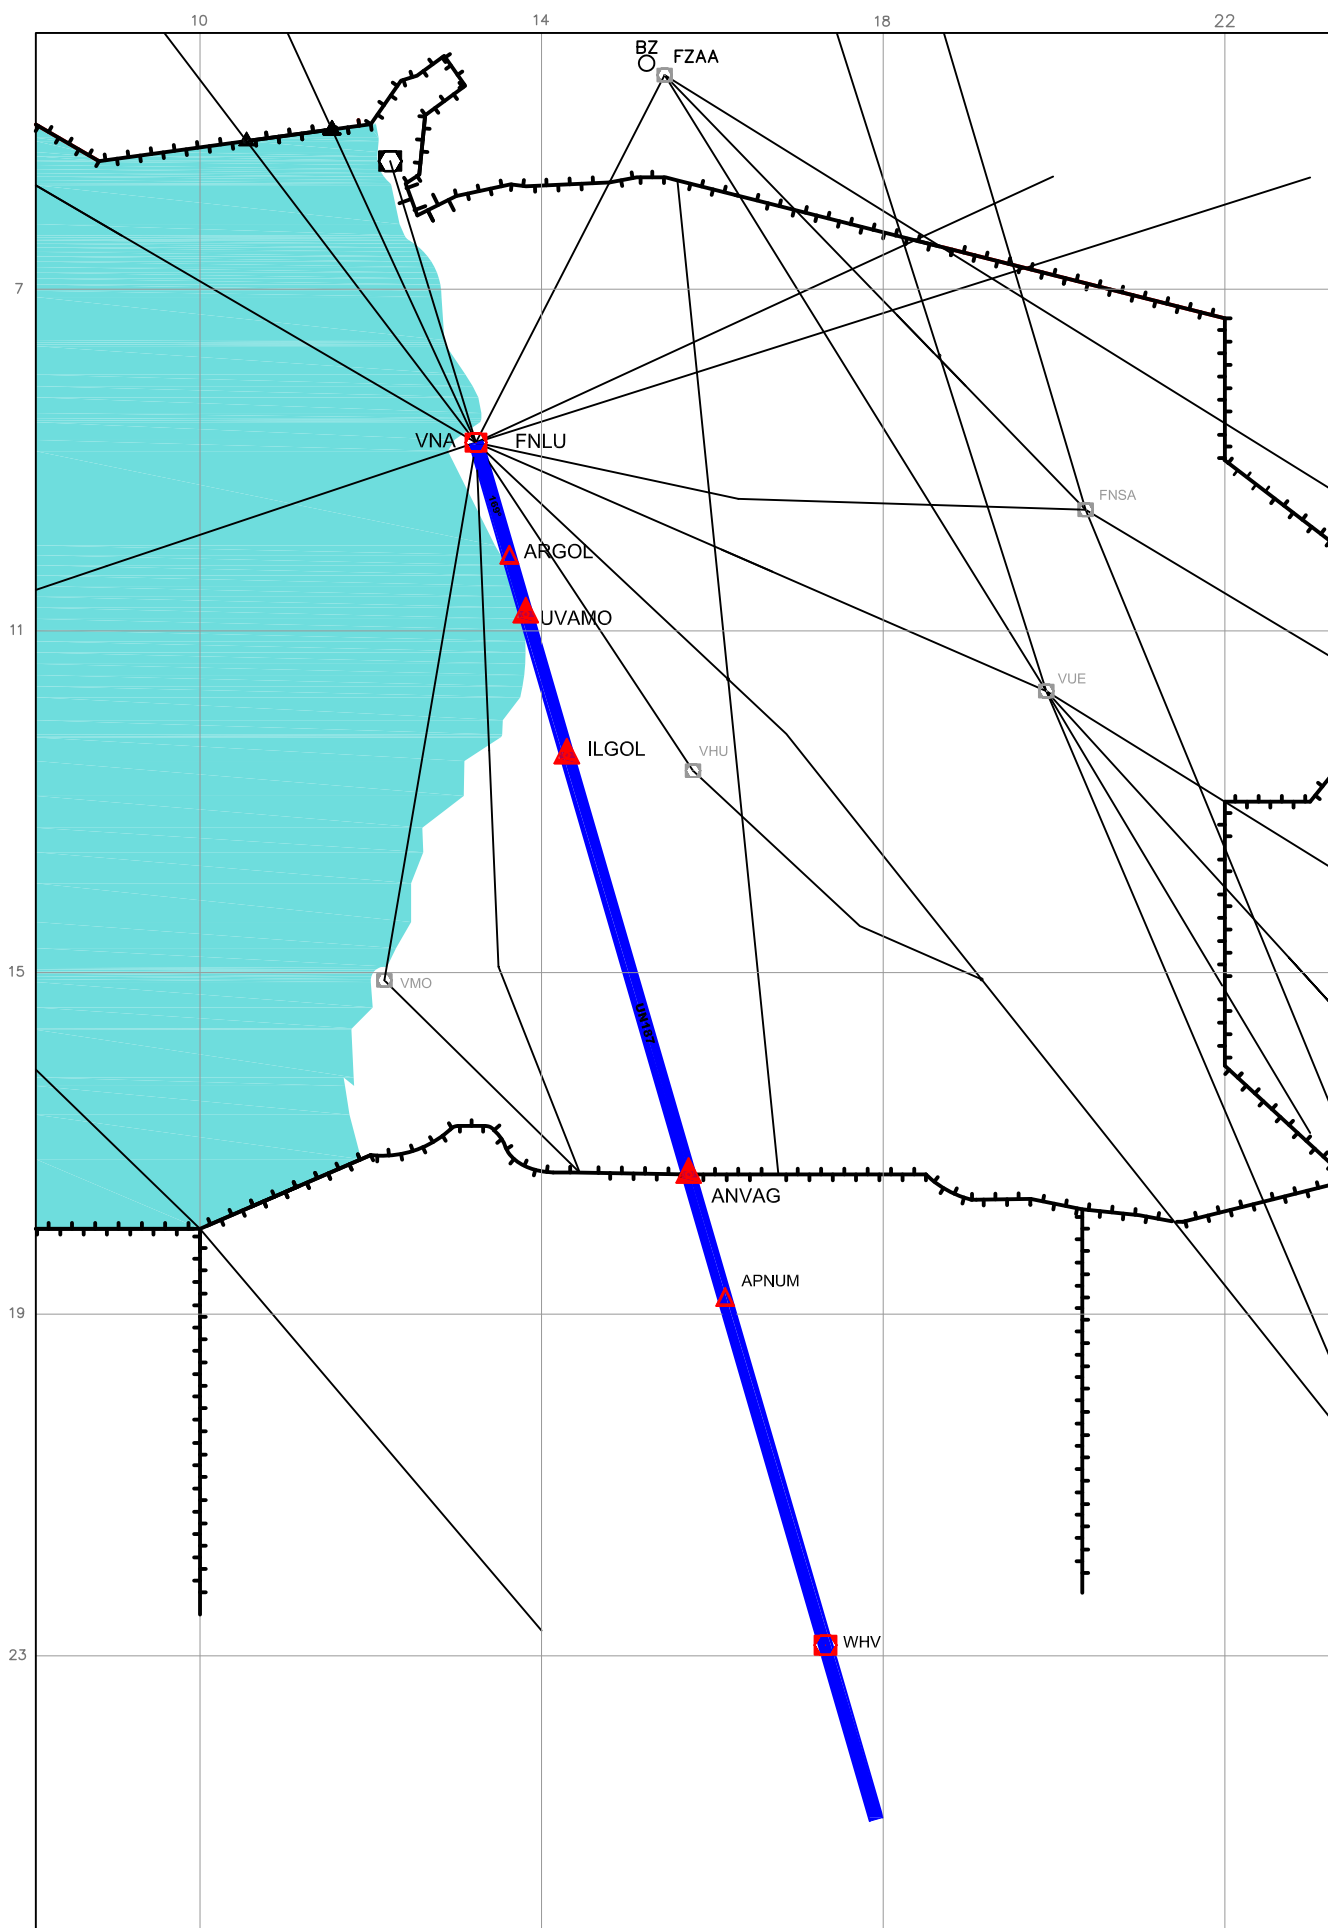 10
14
18
22
BZ
FZAA
7
VNA
FNLU
FNSA
ARGOL
UVAMO
11
VUE
ILGOL
VHU
15
VMO
UN187
ANVAG
APNUM
19
WHV
23